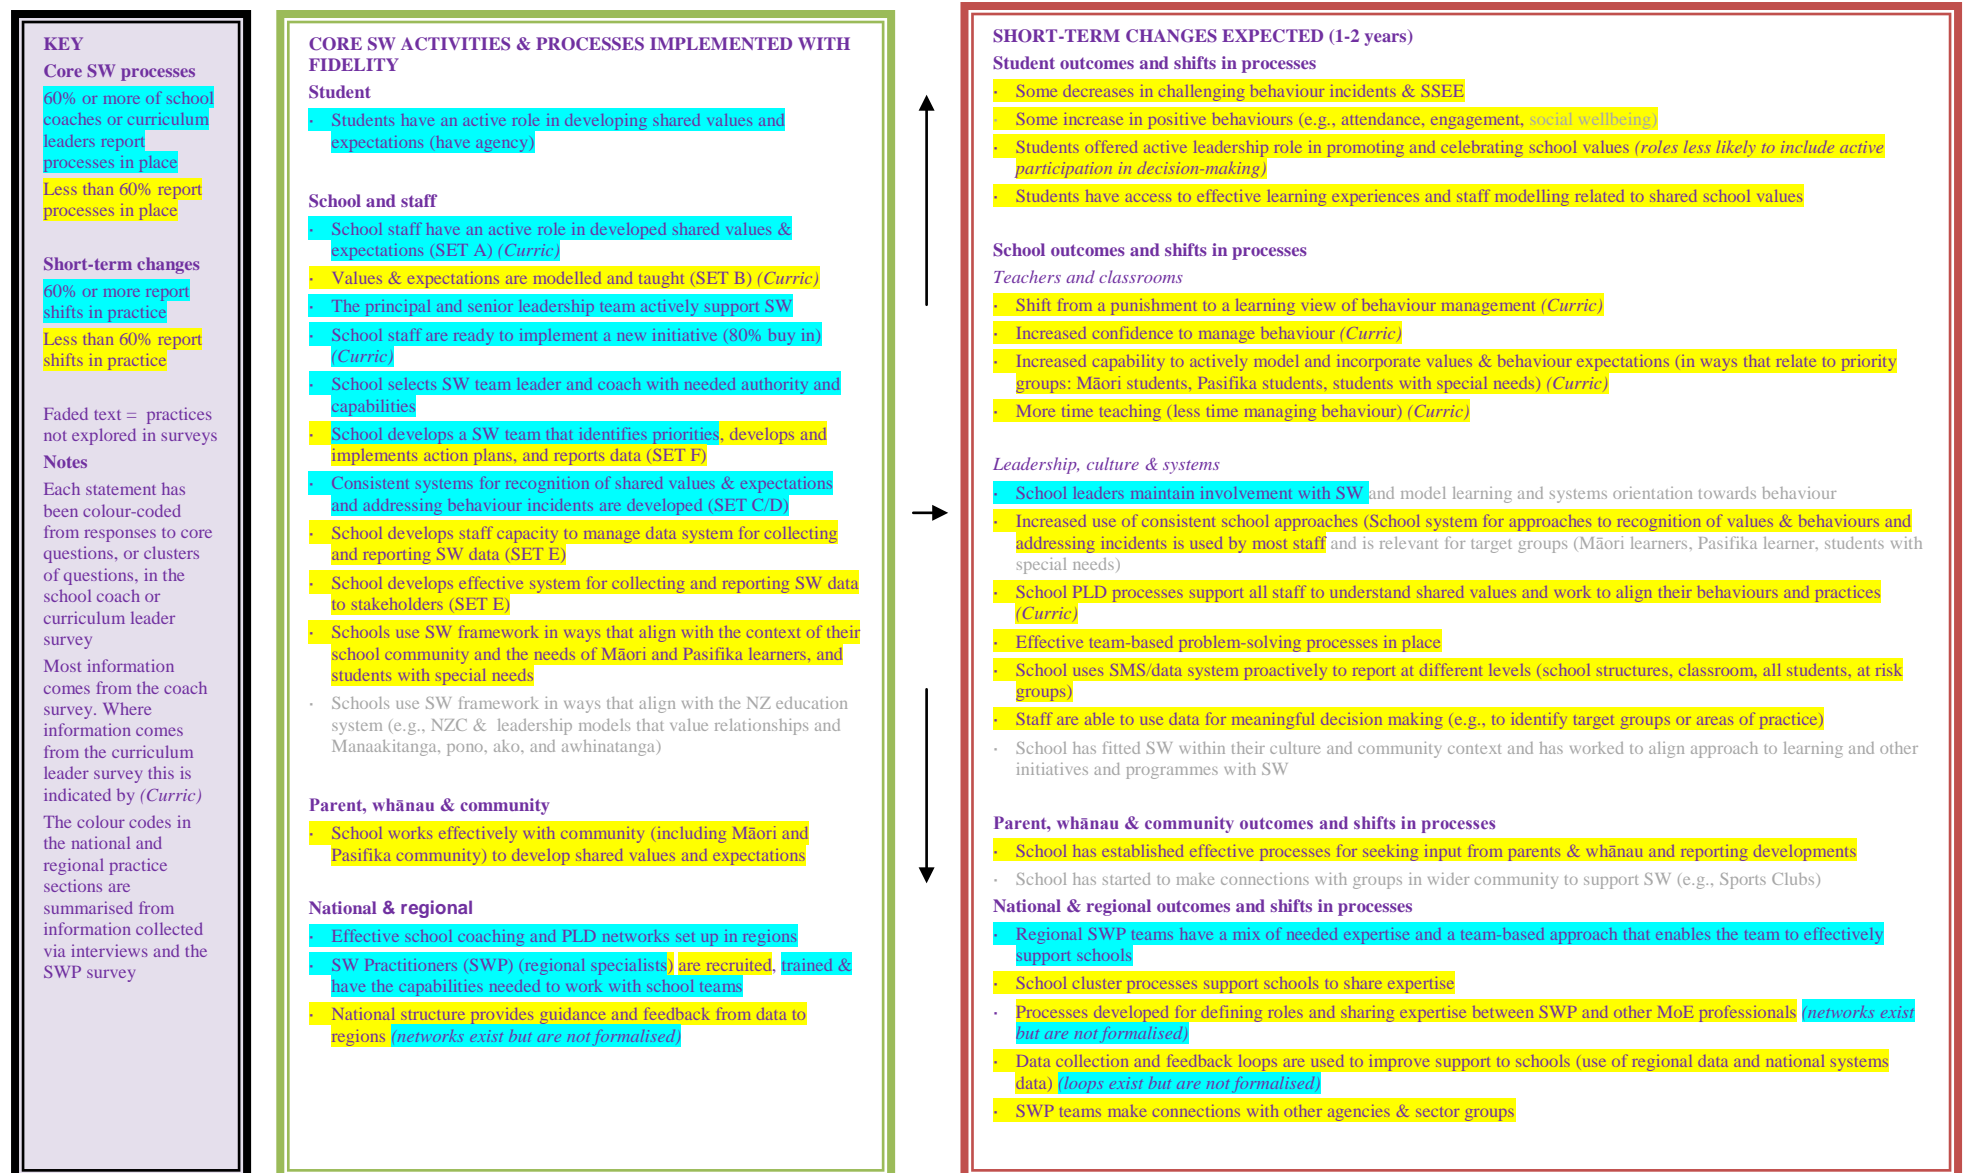 KEY
Core SW processes
60% or more of school
coaches or curriculum
leaders report
processes in place
Less than 60% report
processes in place
Short-term changes
60% or more report
shifts in practice
Less than 60% report
shifts in practice
Faded text = practices
not explored in surveys
Notes
Each statement has
been colour-coded
from responses to core
questions, or clusters
of questions, in the
school coach or
curriculum leader
survey
Most information
comes from the coach
survey. Where
information comes
from the curriculum
leader survey this is
indicated by (Curric)
The colour codes in
the national and
regional practice
sections are
summarised from
information collected
via interviews and the
SWP survey
CORE SW ACTIVITIES & PROCESSES IMPLEMENTED WITH
FIDELITY
Student
· Students have an active role in developing shared values and
expectations (have agency)
School and staff
· School staff have an active role in developed shared values &
expectations (SET A) (Curric)
· Values & expectations are modelled and taught (SET B) (Curric)
· The principal and senior leadership team actively support SW
· School staff are ready to implement a new initiative (80% buy in)
(Curric)
· School selects SW team leader and coach with needed authority and
capabilities
· School develops a SW team that identifies priorities, develops and
implements action plans, and reports data (SET F)
· Consistent systems for recognition of shared values & expectations
and addressing behaviour incidents are developed (SET C/D)
· School develops staff capacity to manage data system for collecting
and reporting SW data (SET E)
· School develops effective system for collecting and reporting SW data
to stakeholders (SET E)
· Schools use SW framework in ways that align with the context of their
school community and the needs of Māori and Pasifika learners, and
students with special needs
· Schools use SW framework in ways that align with the NZ education
system (e.g., NZC & leadership models that value relationships and
Manaakitanga, pono, ako, and awhinatanga)
Parent, whānau & community
· School works effectively with community (including Māori and
Pasifika community) to develop shared values and expectations
National & regional
· Effective school coaching and PLD networks set up in regions
· SW Practitioners (SWP) (regional specialists) are recruited, trained &
have the capabilities needed to work with school teams
· National structure provides guidance and feedback from data to
regions (networks exist but are not formalised)
SHORT-TERM CHANGES EXPECTED (1-2 years)
Student outcomes and shifts in processes
· Some decreases in challenging behaviour incidents & SSEE
· Some increase in positive behaviours (e.g., attendance, engagement, social wellbeing)
· Students offered active leadership role in promoting and celebrating school values (roles less likely to include active
participation in decision-making)
· Students have access to effective learning experiences and staff modelling related to shared school values
School outcomes and shifts in processes
Teachers and classrooms
· Shift from a punishment to a learning view of behaviour management (Curric)
· Increased confidence to manage behaviour (Curric)
· Increased capability to actively model and incorporate values & behaviour expectations (in ways that relate to priority
groups: Māori students, Pasifika students, students with special needs) (Curric)
· More time teaching (less time managing behaviour) (Curric)
Leadership, culture & systems
· School leaders maintain involvement with SW and model learning and systems orientation towards behaviour
· Increased use of consistent school approaches (School system for approaches to recognition of values & behaviours and
addressing incidents is used by most staff and is relevant for target groups (Māori learners, Pasifika learner, students with
special needs)
· School PLD processes support all staff to understand shared values and work to align their behaviours and practices
(Curric)
· Effective team-based problem-solving processes in place
· School uses SMS/data system proactively to report at different levels (school structures, classroom, all students, at risk
groups)
· Staff are able to use data for meaningful decision making (e.g., to identify target groups or areas of practice)
· School has fitted SW within their culture and community context and has worked to align approach to learning and other
initiatives and programmes with SW
Parent, whānau & community outcomes and shifts in processes
· School has established effective processes for seeking input from parents & whānau and reporting developments
· School has started to make connections with groups in wider community to support SW (e.g., Sports Clubs)
National & regional outcomes and shifts in processes
· Regional SWP teams have a mix of needed expertise and a team-based approach that enables the team to effectively
support schools
· School cluster processes support schools to share expertise
· Processes developed for defining roles and sharing expertise between SWP and other MoE professionals (networks exist
but are not formalised)
· Data collection and feedback loops are used to improve support to schools (use of regional data and national systems
data) (loops exist but are not formalised)
· SWP teams make connections with other agencies & sector groups